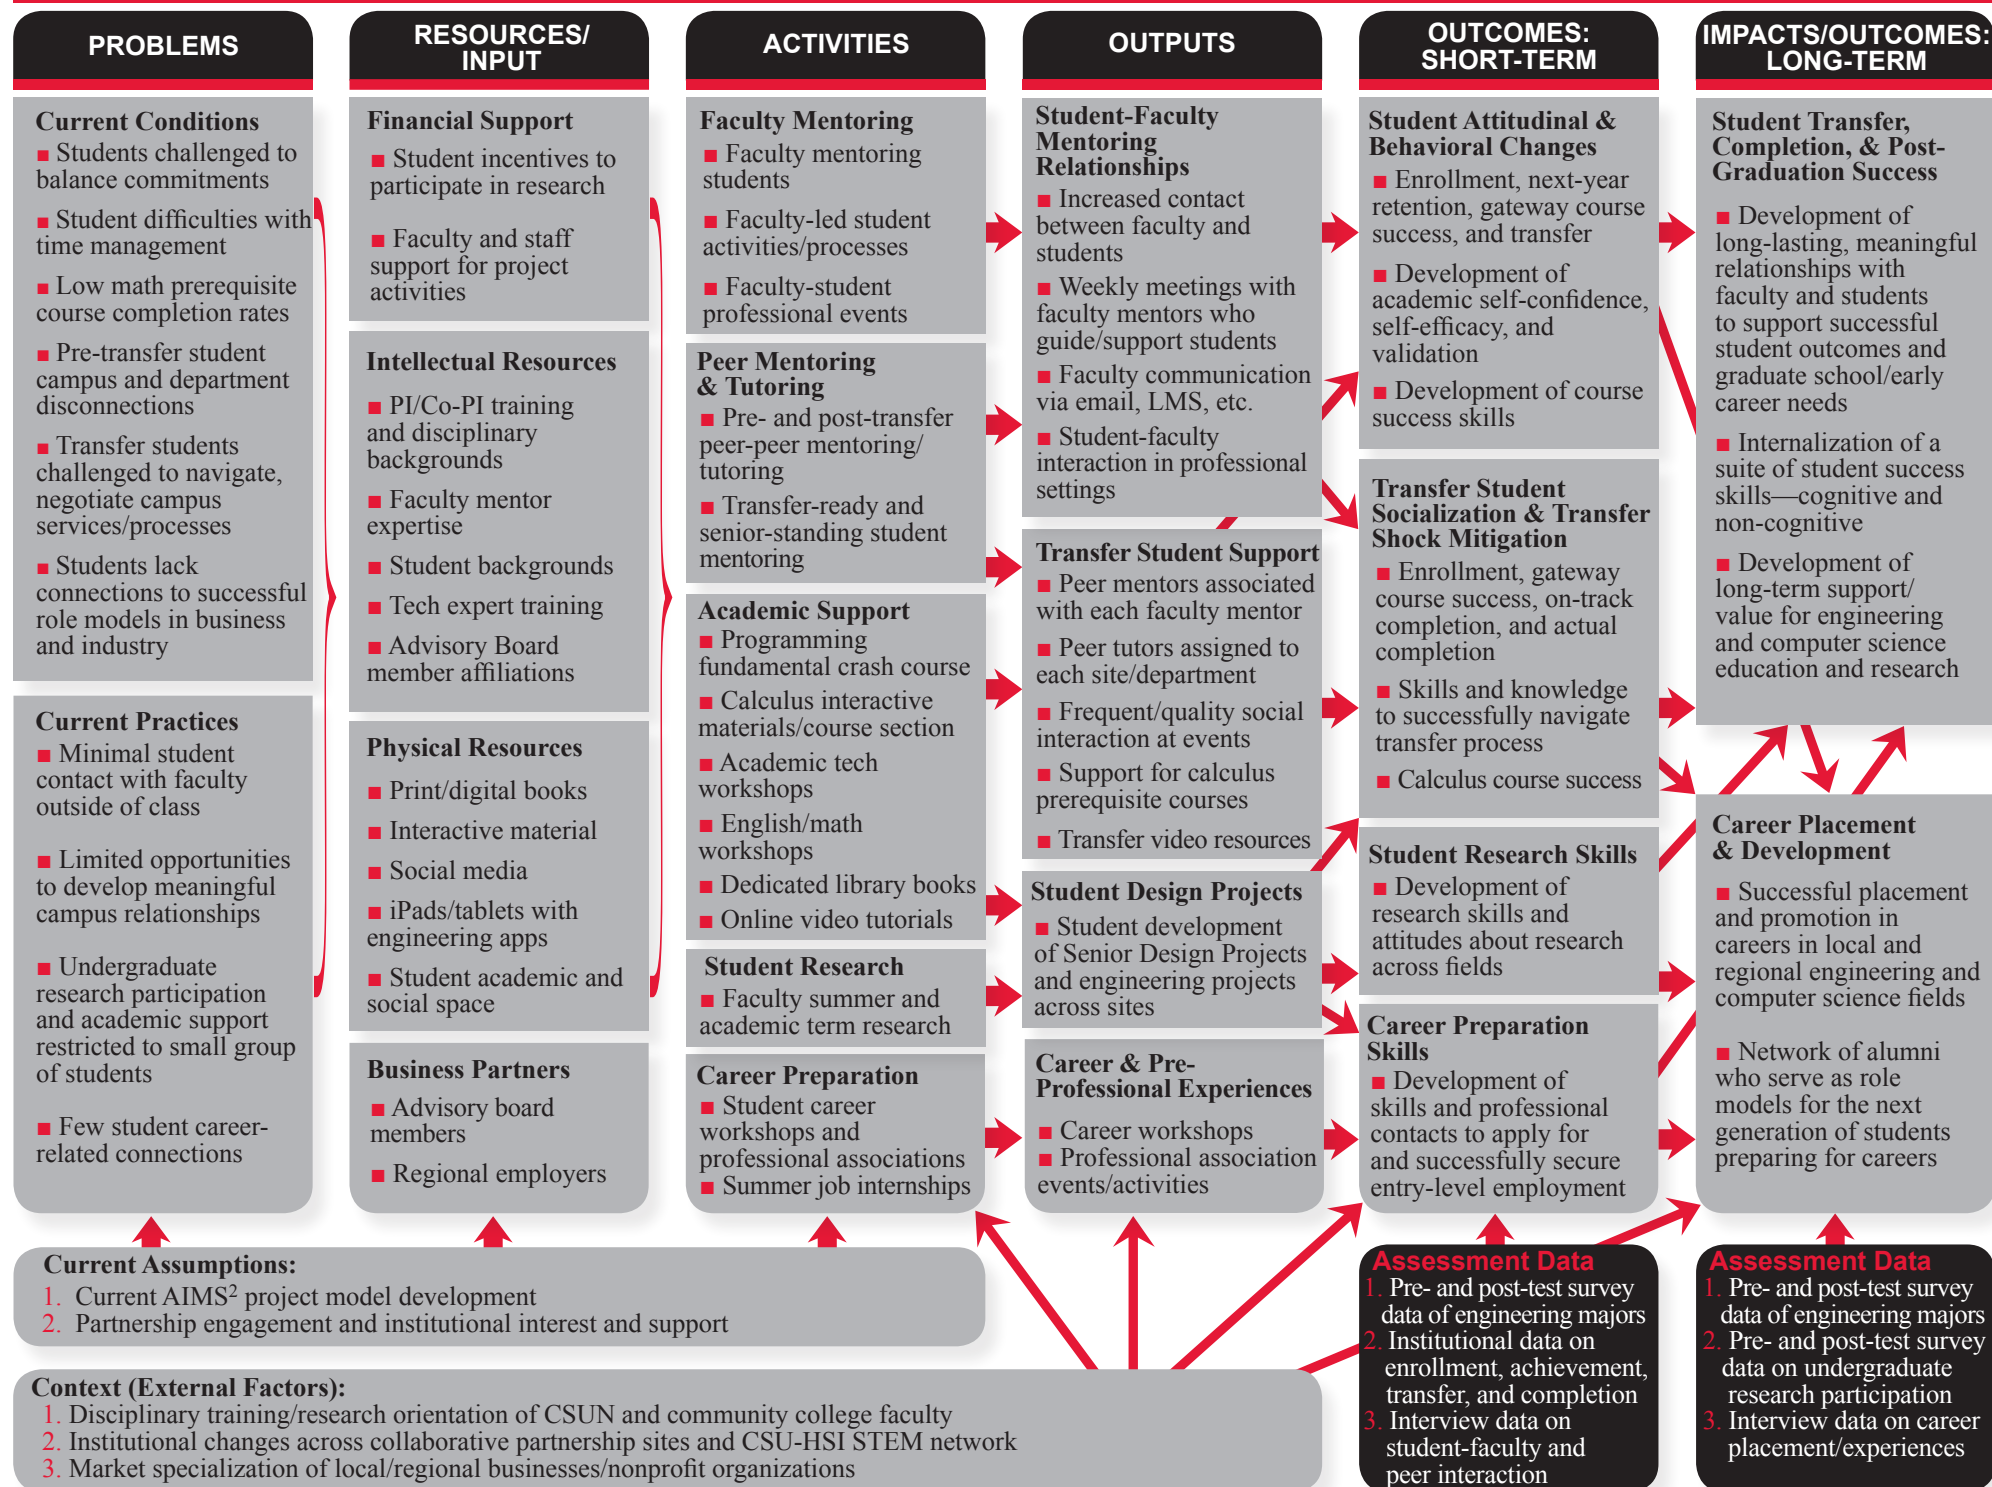 PROBLEMS
Current Conditions
■ Students challenged to
balance commitments
■ Student difficulties with
time management
■ Low math prerequisite
course completion rates
■ Pre-transfer student
campus and department
disconnections
■ Transfer students
challenged to navigate,
negotiate campus
services/processes
■ Students lack
connections to successful
role models in business
and industry
Current Practices
■ Minimal student
contact with faculty
outside of class
■ Limited opportunities
to develop meaningful
campus relationships
■ Undergraduate
research participation
and academic support
restricted to small group
of students
■ Few student career-
related connections
RESOURCES/
INPUT
Financial Support
■ Student incentives to
participate in research
■ Faculty and staff
support for project
activities
Intellectual Resources
■ PI/Co-PI training
and disciplinary
backgrounds
■ Faculty mentor
expertise
■ Student backgrounds
■ Tech expert training
■ Advisory Board
member affiliations
Physical Resources
■ Print/digital books
■ Interactive material
■ Social media
■ iPads/tablets with
engineering apps
■ Student academic and
social space
Business Partners
■ Advisory board
members
■ Regional employers
ACTIVITIES
Faculty Mentoring
■ Faculty mentoring
students
■ Faculty-led student
activities/processes
■ Faculty-student
professional events
Peer Mentoring
& Tutoring
■ Pre- and post-transfer
peer-peer mentoring/
tutoring
■ Transfer-ready and
senior-standing student
mentoring
Academic Support
■ Programming
fundamental crash course
■ Calculus interactive
materials/course section
■ Academic tech
workshops
■ English/math
workshops
■ Dedicated library books
■ Online video tutorials
Student Research
■ Faculty summer and
academic term research
Career Preparation
■ Student career
workshops and
professional associations
■ Summer job internships
OUTPUTS
Student-Faculty
Mentoring
Relationships
■ Increased contact
between faculty and
students
■ Weekly meetings with
faculty mentors who
guide/support students
■ Faculty communication
via email, LMS, etc.
■ Student-faculty
interaction in professional
settings
Transfer Student Support
■ Peer mentors associated
with each faculty mentor
■ Peer tutors assigned to
each site/department
■ Frequent/quality social
interaction at events
■ Support for calculus
prerequisite courses
■ Transfer video resources
Student Design Projects
■ Student development
of Senior Design Projects
and engineering projects
across sites
Career & Pre-
Professional Experiences
■ Career workshops
■ Professional association
events/activities
OUTCOMES:
SHORT-TERM
Student Attitudinal &
Behavioral Changes
■ Enrollment, next-year
retention, gateway course
success, and transfer
■ Development of
academic self-confidence,
self-efficacy, and
validation
■ Development of course
success skills
Transfer Student
Socialization & Transfer
Shock Mitigation
■ Enrollment, gateway
course success, on-track
completion, and actual
completion
■ Skills and knowledge
to successfully navigate
transfer process
■ Calculus course success
Student Research Skills
■ Development of
research skills and
attitudes about research
across fields
Career Preparation
Skills
■ Development of
skills and professional
contacts to apply for
and successfully secure
entry-level employment
IMPACTS/OUTCOMES:
LONG-TERM
Student Transfer,
Completion, & Post-
Graduation Success
■ Development of
long-lasting, meaningful
relationships with
faculty and students
to support successful
student outcomes and
graduate school/early
career needs
■ Internalization of a
suite of student success
skills—cognitive and
non-cognitive
■ Development of
long-term support/
value for engineering
and computer science
education and research
Career Placement
& Development
■ Successful placement
and promotion in
careers in local and
regional engineering and
computer science fields
■ Network of alumni
who serve as role
models for the next
generation of students
preparing for careers
Current Assumptions:
1. Current AIMS² project model development
2. Partnership engagement and institutional interest and support
Context (External Factors):
1. Disciplinary training/research orientation of CSUN and community college faculty
2. Institutional changes across collaborative partnership sites and CSU-HSI STEM network
3. Market specialization of local/regional businesses/nonprofit organizations
Assessment Data
1. Pre- and post-test survey
data of engineering majors
2. Institutional data on
enrollment, achievement,
transfer, and completion
3. Interview data on
student-faculty and
peer interaction
Assessment Data
1. Pre- and post-test survey
data of engineering majors
2. Pre- and post-test survey
data on undergraduate
research participation
3. Interview data on career
placement/experiences